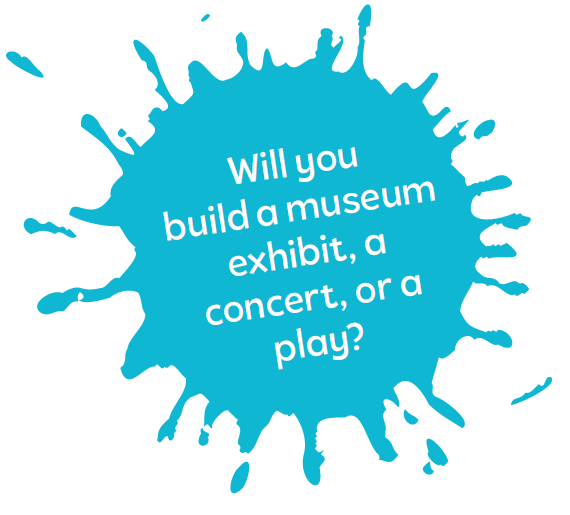 Will you
build a museum
exhibit, a
concert, or a
play?